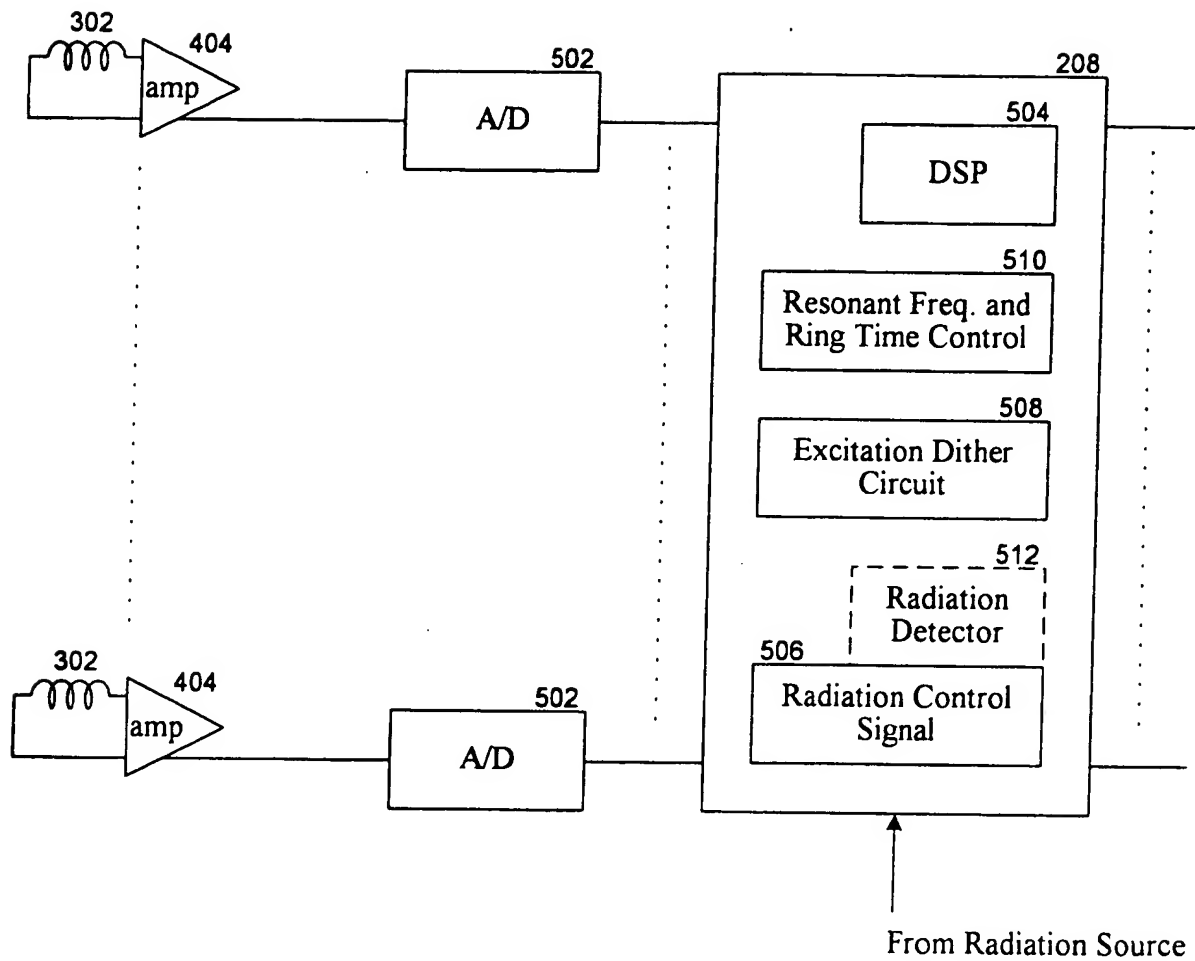 302
404
amp
502
A/D
208
504
DSP
510
Resonant Freq. and
Ring Time Control
508
Excitation Dither
Circuit
512
Radiation
Detector
506
Radiation Control
Signal
302
404
amp
502
A/D
From Radiation Source